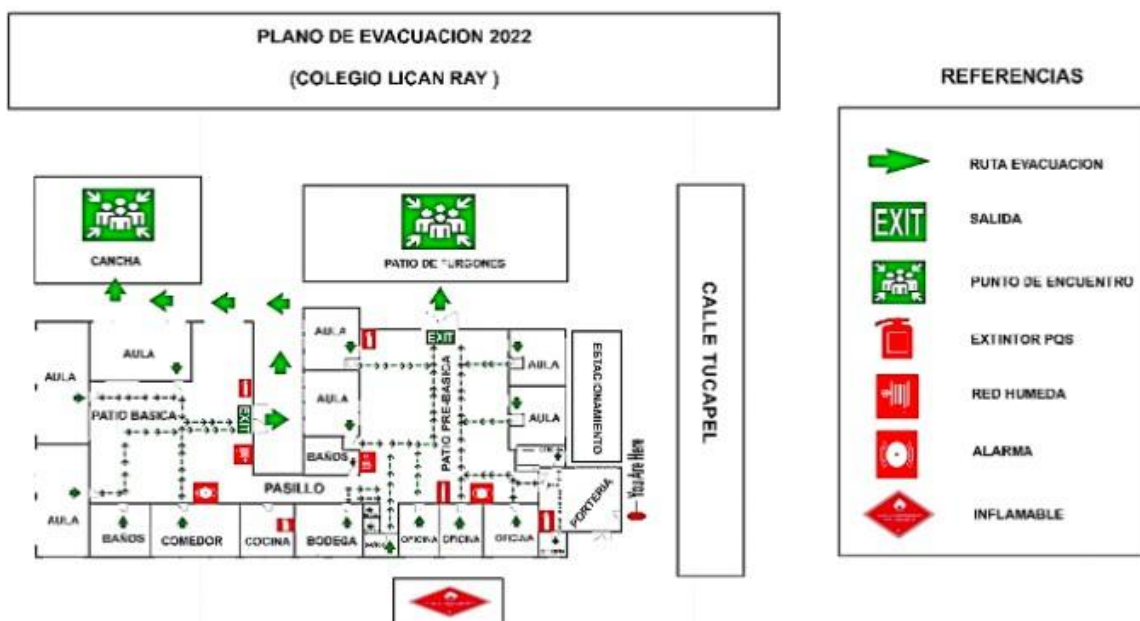 PLANO DE EVACUACION 2022
(COLEGIO LICAN RAY )
REFERENCIAS
RUTA EVACUACION
EXIT
SALIDA
PUNTO DE ENCUENTRO
EXTINTOR PQS
RED HUMEDA
ALARMA
INFLAMABLE
CANCHA
PATIO DE FURGONES
CALLE TUCAPEL
AULA
AULA
AULA
EXIT
AULA
ESTACIONAMIENTO
PATIO BASICA
EXIT
AULA
PATIO PRE-BASICA
AULA
BAÑOS
PASILLO
You Are Here
PORTERIA
AULA
BAÑOS
COMEDOR
COCINA
BODEGA
OFICINA
OFICINA
OFICINA